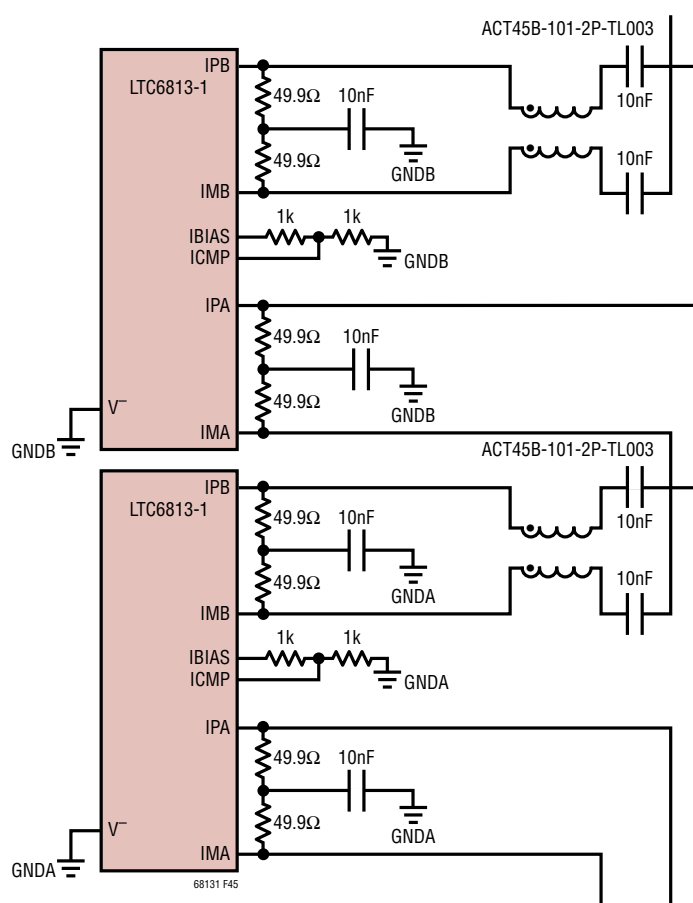 ACT45B-101-2P-TL003
IPB
LTC6813-1
49.9Ω
10nF
10nF
49.9Ω
GNDB
10nF
IMB
1k
1k
IBIAS
ICMP
GNDB
IPA
49.9Ω
10nF
49.9Ω
GNDB
V–
GNDB
IMA
ACT45B-101-2P-TL003
IPB
LTC6813-1
49.9Ω
10nF
10nF
49.9Ω
GNDA
10nF
IMB
1k
1k
IBIAS
ICMP
GNDA
IPA
49.9Ω
10nF
49.9Ω
GNDA
V–
GNDA
IMA
68131 F45